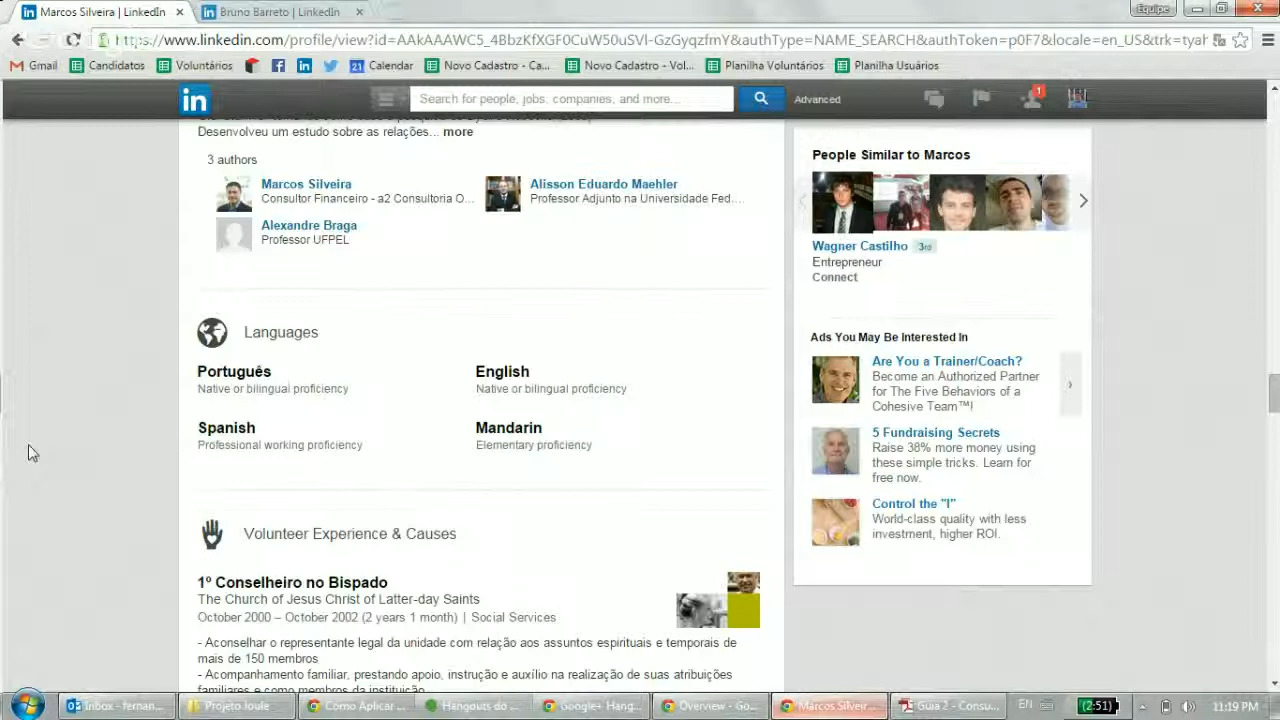 Marcos Silveira | LinkedIn
Bruno Barreto | LinkedIn
Equipe
https://www.linkedin.com/profile/view?id=AAkAAAWC5_4BbzKfXGF0CuW50uSVI-GzGyqzfmY&authType=NAME_SEARCH&authToken=p0F7&locale=en_US&trk=tyah
Gmail
Candidatos
Voluntários
21 Calendar
Novo Cadastro - Ca...
Novo Cadastro - Vol...
Planilha Voluntários
Planilha Usuários
in
Search for people, jobs, companies, and more...
Advanced
1
Desenvolveu um estudo sobre as relações... more
3 authors
Marcos Silveira
Consultor Financeiro - a2 Consultoria O...
Alisson Eduardo Maehler
Professor Adjunto na Universidade Fed....
Alexandre Braga
Professor UFPEL
Languages
Português
Native or bilingual proficiency
English
Native or bilingual proficiency
Spanish
Professional working proficiency
Mandarin
Elementary proficiency
Volunteer Experience & Causes
1º Conselheiro no Bispado
The Church of Jesus Christ of Latter-day Saints
October 2000 – October 2002 (2 years 1 month) | Social Services
- Aconselhar o representante legal da unidade com relação aos assuntos espirituais e temporais de
mais de 150 membros
- Acompanhamento familiar, prestando apoio, instrução e auxílio na realização de suas atribuições
familiares e como membros da instituição
People Similar to Marcos
Wagner Castilho 3rd
Entrepreneur
Connect
Ads You May Be Interested In
Are You a Trainer/Coach?
Become an Authorized Partner
for The Five Behaviors of a
Cohesive Team™!
5 Fundraising Secrets
Raise 38% more money using
these simple tricks. Learn for
free now.
Control the "I"
World-class quality with less
investment, higher ROI.
Inbox - fernan...
Projeto Joule
Como Aplicar ...
Hangouts do ...
Google+ Hang...
Overview - Go...
Marcos Silveir...
Guia 2 - Consu...
EN
(2:51)
11:19 PM